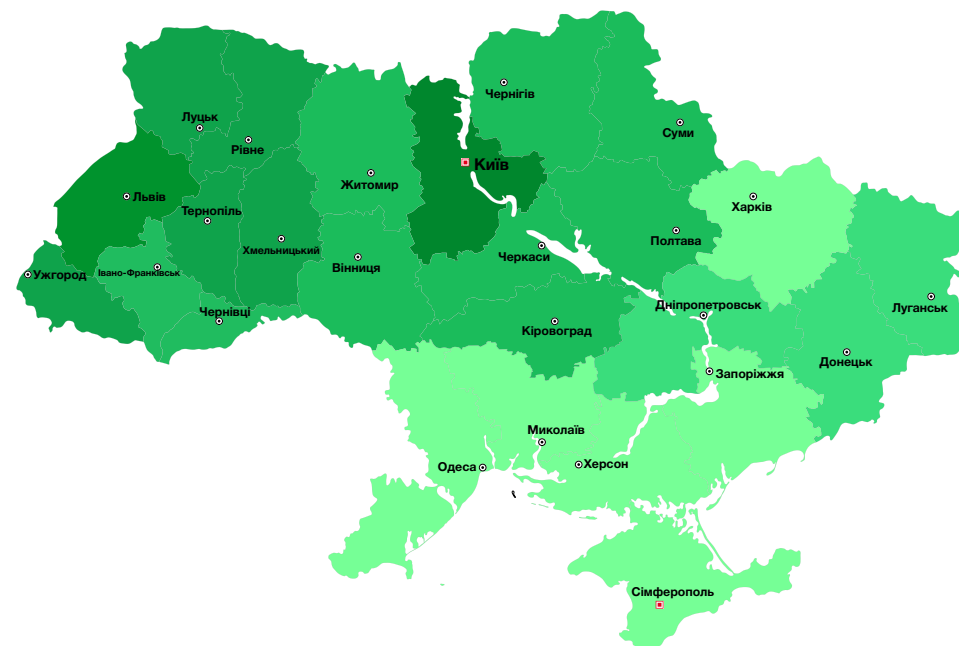 Чернігів
Луцьк
Суми
Рівне
Київ
Житомир
Львів
Харків
Тернопіль
Полтава
Хмельницький
Черкаси
Вінниця
Ужгород
Івано-Франківськ
Дніпропетровськ
Луганськ
Чернівці
Кіровоград
Донецьк
Запоріжжя
Миколаїв
Одеса
Херсон
Сімферополь